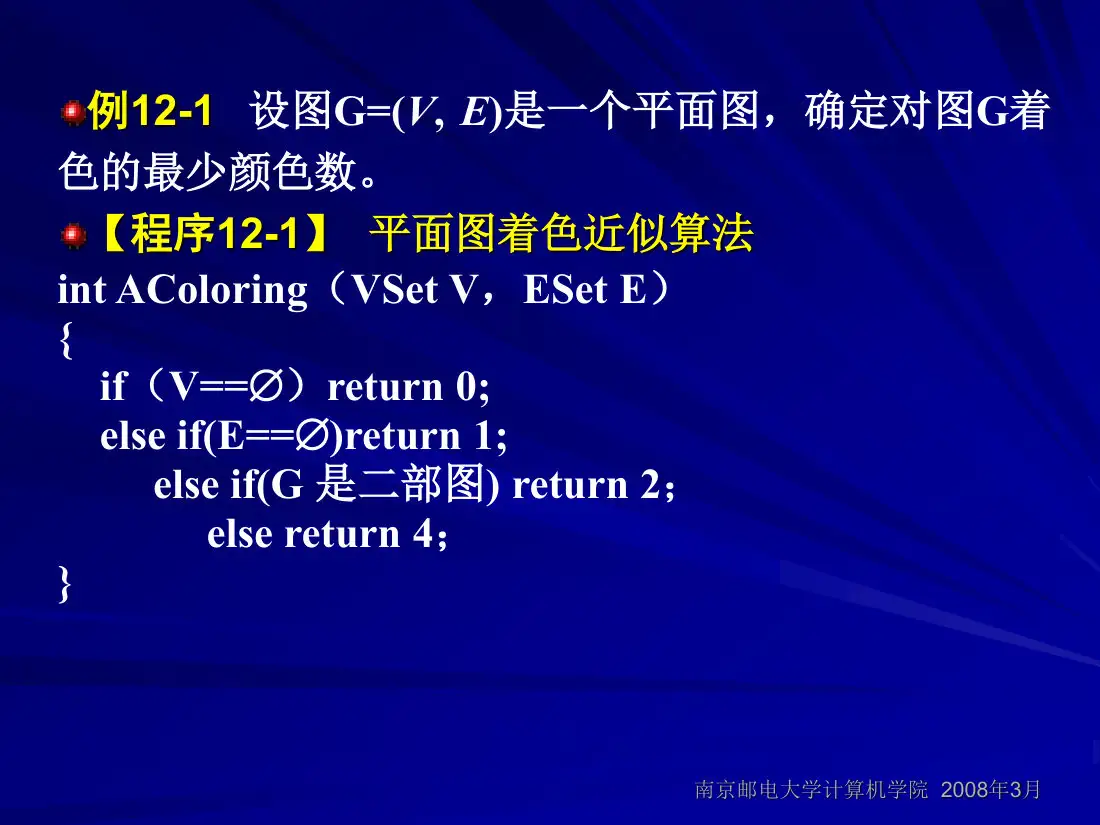 例12-1 设图G=(V, E)是一个平面图，确定对图G着
色的最少颜色数。
【程序12-1】 平面图着色近似算法
int AColoring（VSet V，ESet E）
{
if（V==∅）return 0;
else if(E==∅)return 1;
else if(G 是二部图) return 2；
else return 4；
}
南京邮电大学计算机学院 2008年3月